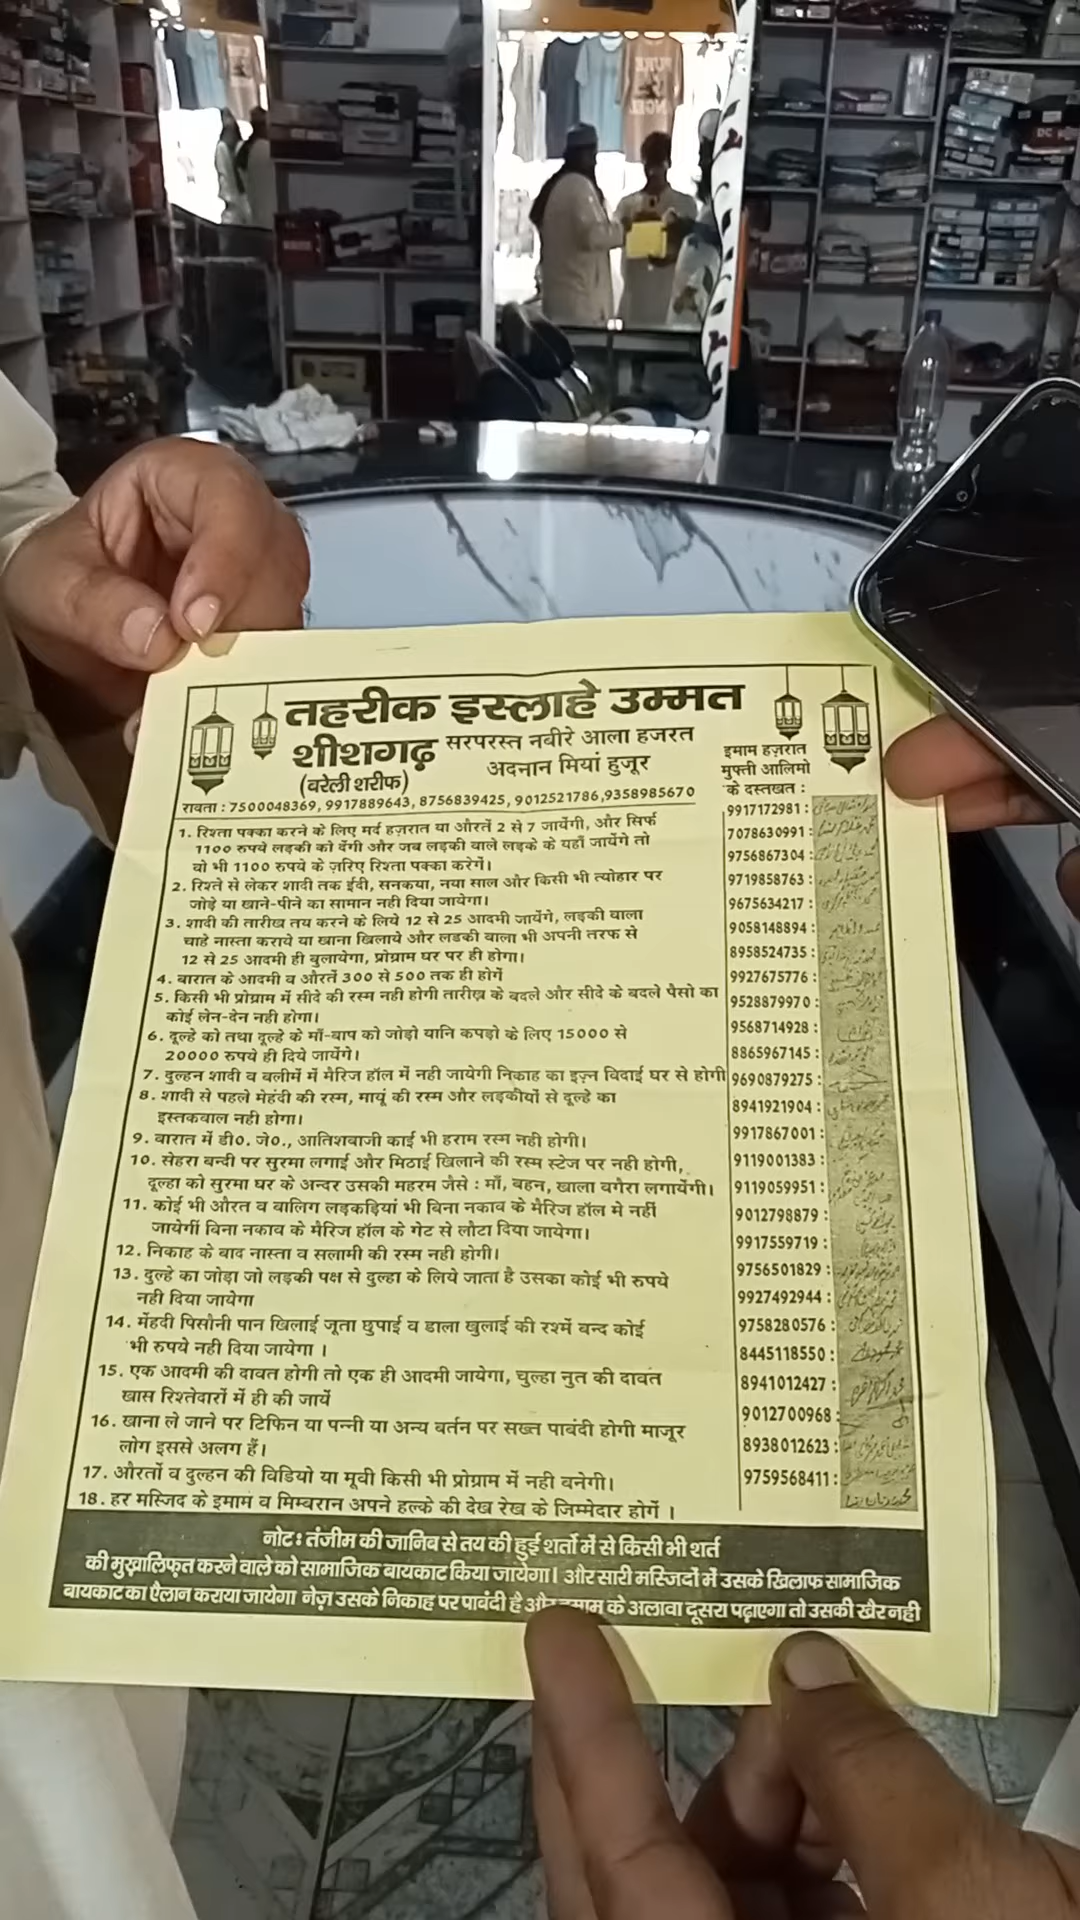 तहरीक इस्लाहे उम्मत
शीशगढ़ सरपरस्त नबीरे आला हजरत
(बरेली शरीफ) अदनान मियां हुजूर
राबता : 7500048369, 9917889643, 8756839425, 9012521786,9358985670
1. रिश्ता पक्का करने के लिए मर्द हज़रात या औरतें 2 से 7 जायेंगी, और सिर्फ
1100 रुपये लड़की को देंगी और जब लड़की वाले लड़के के यहाँ जायेंगे तो
वो भी 1100 रुपये के ज़रिए रिश्ता पक्का करेगें।
2. रिश्ते से लेकर शादी तक ईदी, सनकया, नया साल और किसी भी त्योहार पर
जोड़े या खाने-पीने का सामान नही दिया जायेगा।
3. शादी की तारीख तय करने के लिये 12 से 25 आदमी जायेंगे, लड़की वाला
चाहे नास्ता कराये या खाना खिलाये और लडकी वाला भी अपनी तरफ से
12 से 25 आदमी ही बुलायेगा, प्रोग्राम घर पर ही होगा।
4. बारात के आदमी व औरतें 300 से 500 तक ही होगें
5. किसी भी प्रोग्राम में सीदे की रस्म नही होगी तारीख़ के बदले और सीदे के बदले पैसो का
कोई लेन-देन नही होगा।
6. दूल्हे को तथा दूल्हे के माँ-बाप को जोड़ो यानि कपड़ो के लिए 15000 से
20000 रुपये ही दिये जायेंगे।
7. दुल्हन शादी व वलीमें में मैरिज हॉल में नही जायेगी निकाह का इज़्न विदाई घर से होगी
8. शादी से पहले मेहंदी की रस्म, मायूं की रस्म और लड़कीयों से दूल्हे का
इस्तकबाल नही होगा।
9. बारात में डी०. जे०., आतिशबाजी काई भी हराम रस्म नही होगी।
10. सेहरा बन्दी पर सुरमा लगाई और मिठाई खिलाने की रस्म स्टेज पर नही होगी,
दूल्हा को सुरमा घर के अन्दर उसकी महरम जैसे : माँ, बहन, खाला वगैरा लगायेंगी।
11. कोई भी औरत व बालिग लड़कड़ियां भी बिना नकाव के मैरिज हॉल मे नहीं
जायेगीं बिना नकाव के मैरिज हॉल के गेट से लौटा दिया जायेगा।
12. निकाह के बाद नास्ता व सलामी की रस्म नही होगी।
13. दुल्हे का जोड़ा जो लड़की पक्ष से दुल्हा के लिये जाता है उसका कोई भी रुपये
नही दिया जायेगा
14. मेंहदी पिसौनी पान खिलाई जूता छुपाई व डाला खुलाई की रश्में बन्द कोई
भी रुपये नही दिया जायेगा ।
15. एक आदमी की दावत होगी तो एक ही आदमी जायेगा, चुल्हा नुत की दावत
खास रिश्तेदारों में ही की जायें
16. खाना ले जाने पर टिफिन या पन्नी या अन्य बर्तन पर सख्त पाबंदी होगी माजूर
लोग इससे अलग हैं।
17. औरतों व दुल्हन की विडियो या मूवी किसी भी प्रोग्राम में नही बनेगी।
18. हर मस्जिद के इमाम व मिम्बरान अपने हल्के की देख रेख के जिम्मेदार होगें ।
इमाम हज़रात
मुफ्ती आलिमो
के दस्तखत :
9917172981 :
7078630991 :
9756867304 :
9719858763 :
9675634217 :
9058148894 :
8958524735 :
9927675776 :
9528879970 :
9568714928 :
8865967145 :
9690879275 :
8941921904 :
9917867001 :
9119001383 :
9119059951 :
9012798879 :
9917559719 :
9756501829 :
9927492944 :
9758280576 :
8445118550 :
8941012427 :
9012700968 :
8938012623 :
9759568411 :
नोट: तंजीम की जानिब से तय की हुई शर्तो में से किसी भी शर्त
की मुख़ालिफ़त करने वाले को सामाजिक बायकाट किया जायेगा। और सारी मस्जिदों में उसके खिलाफ सामाजिक
बायकाट का ऐलान कराया जायेगा नेज़ उसके निकाह पर पाबंदी है और इमाम के अलावा दूसरा पढ़ाएगा तो उसकी खैर नही